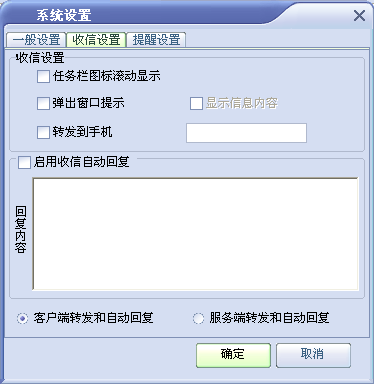 系统设置
一般设置 收信设置 提醒设置
收信设置
任务栏图标滚动显示
弹出窗口提示 显示信息内容
转发到手机
启用收信自动回复
回复内容
客户端转发和自动回复 服务端转发和自动回复
确定 取消